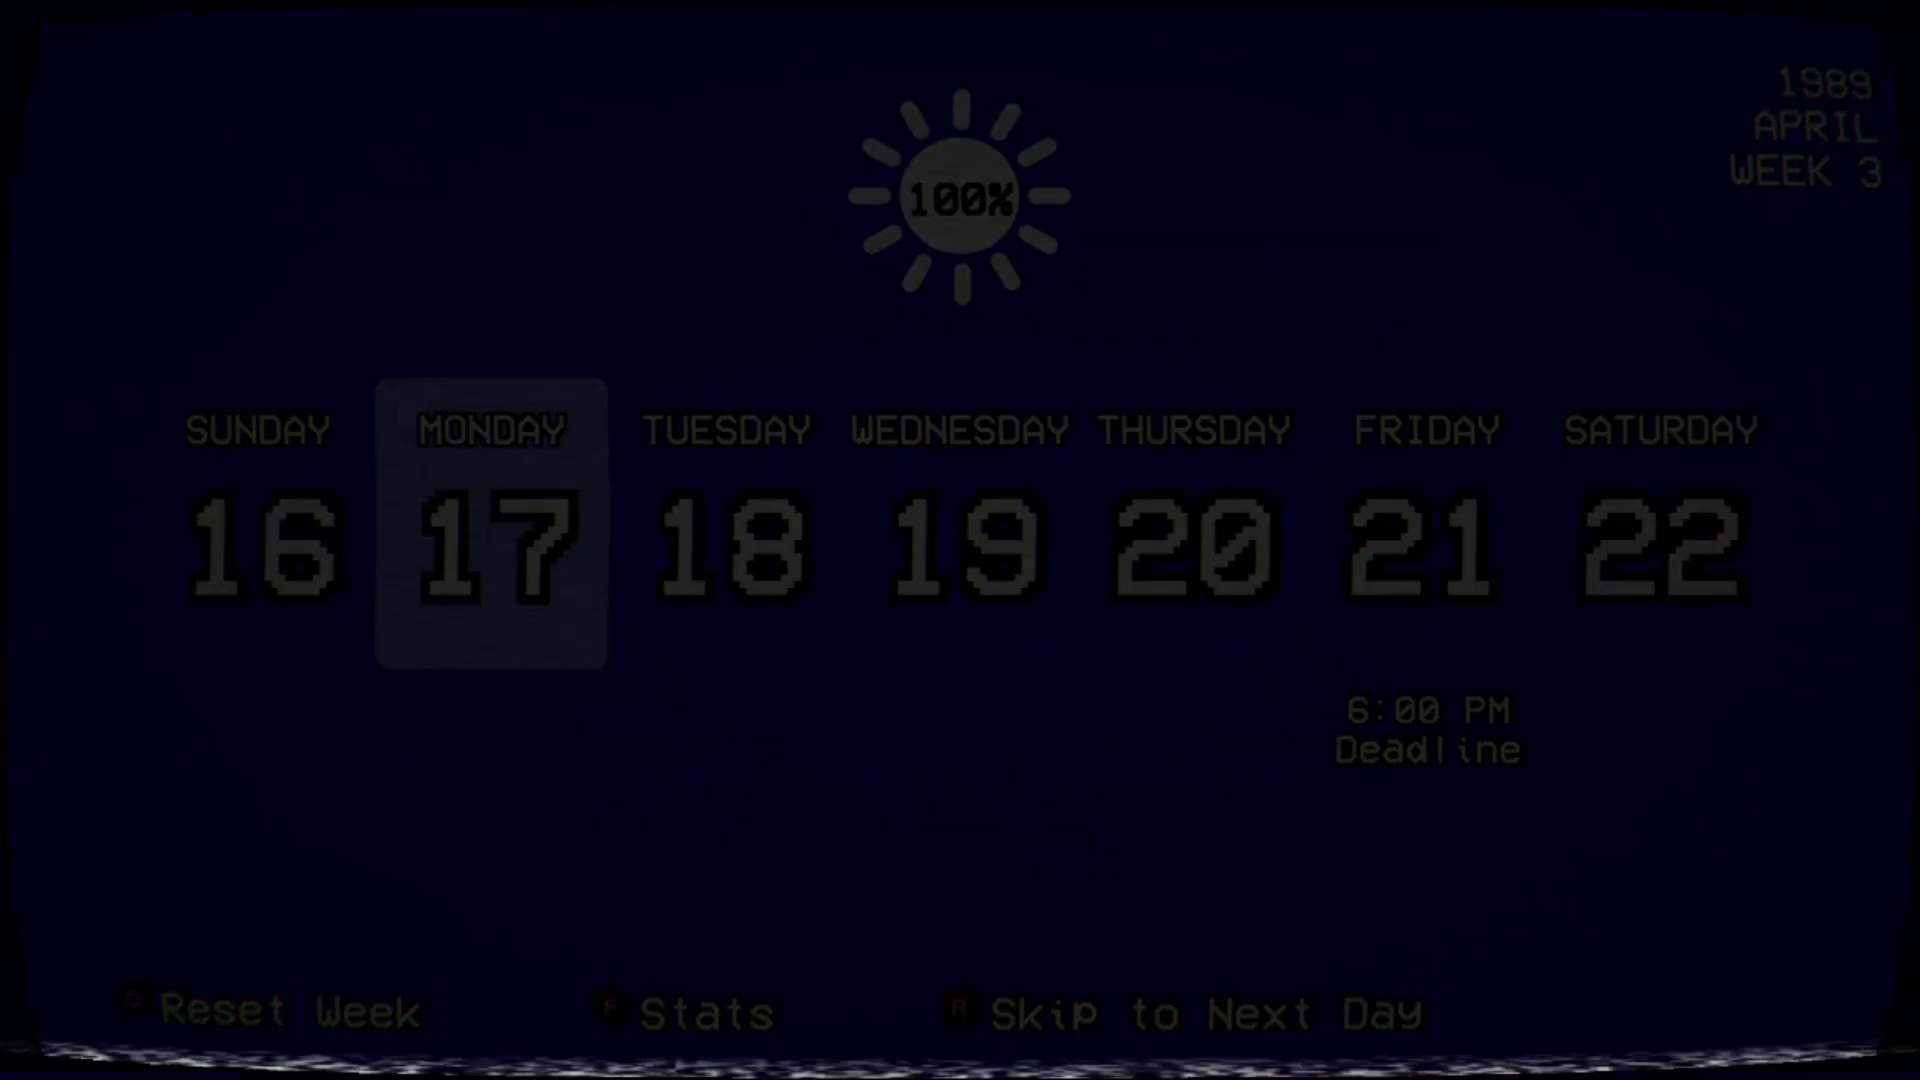 1989
APRIL
WEEK 3
100%
SUNDAY MONDAY TUESDAY WEDNESDAY THURSDAY FRIDAY SATURDAY
16 17 18 19 20 21 22
6:00 PM
Deadline
Reset Week F Stats R Skip to Next Day